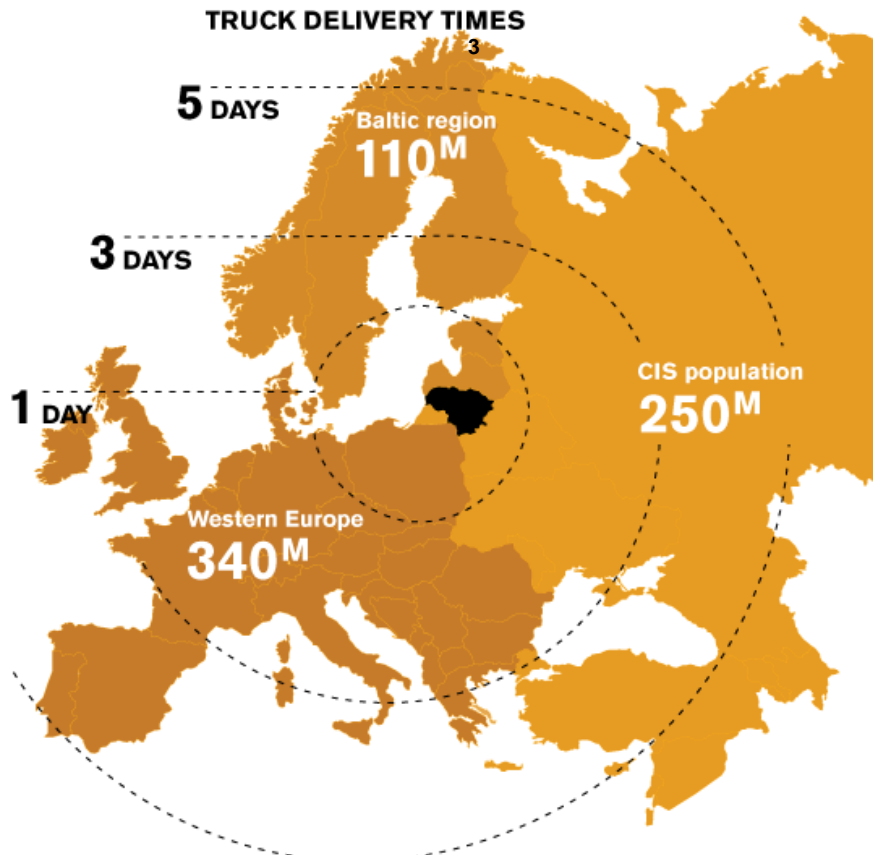 TRUCK DELIVERY TIMES
3
5 DAYS
Baltic region
110M
3 DAYS
CIS population
250M
1 DAY
Western Europe
340M